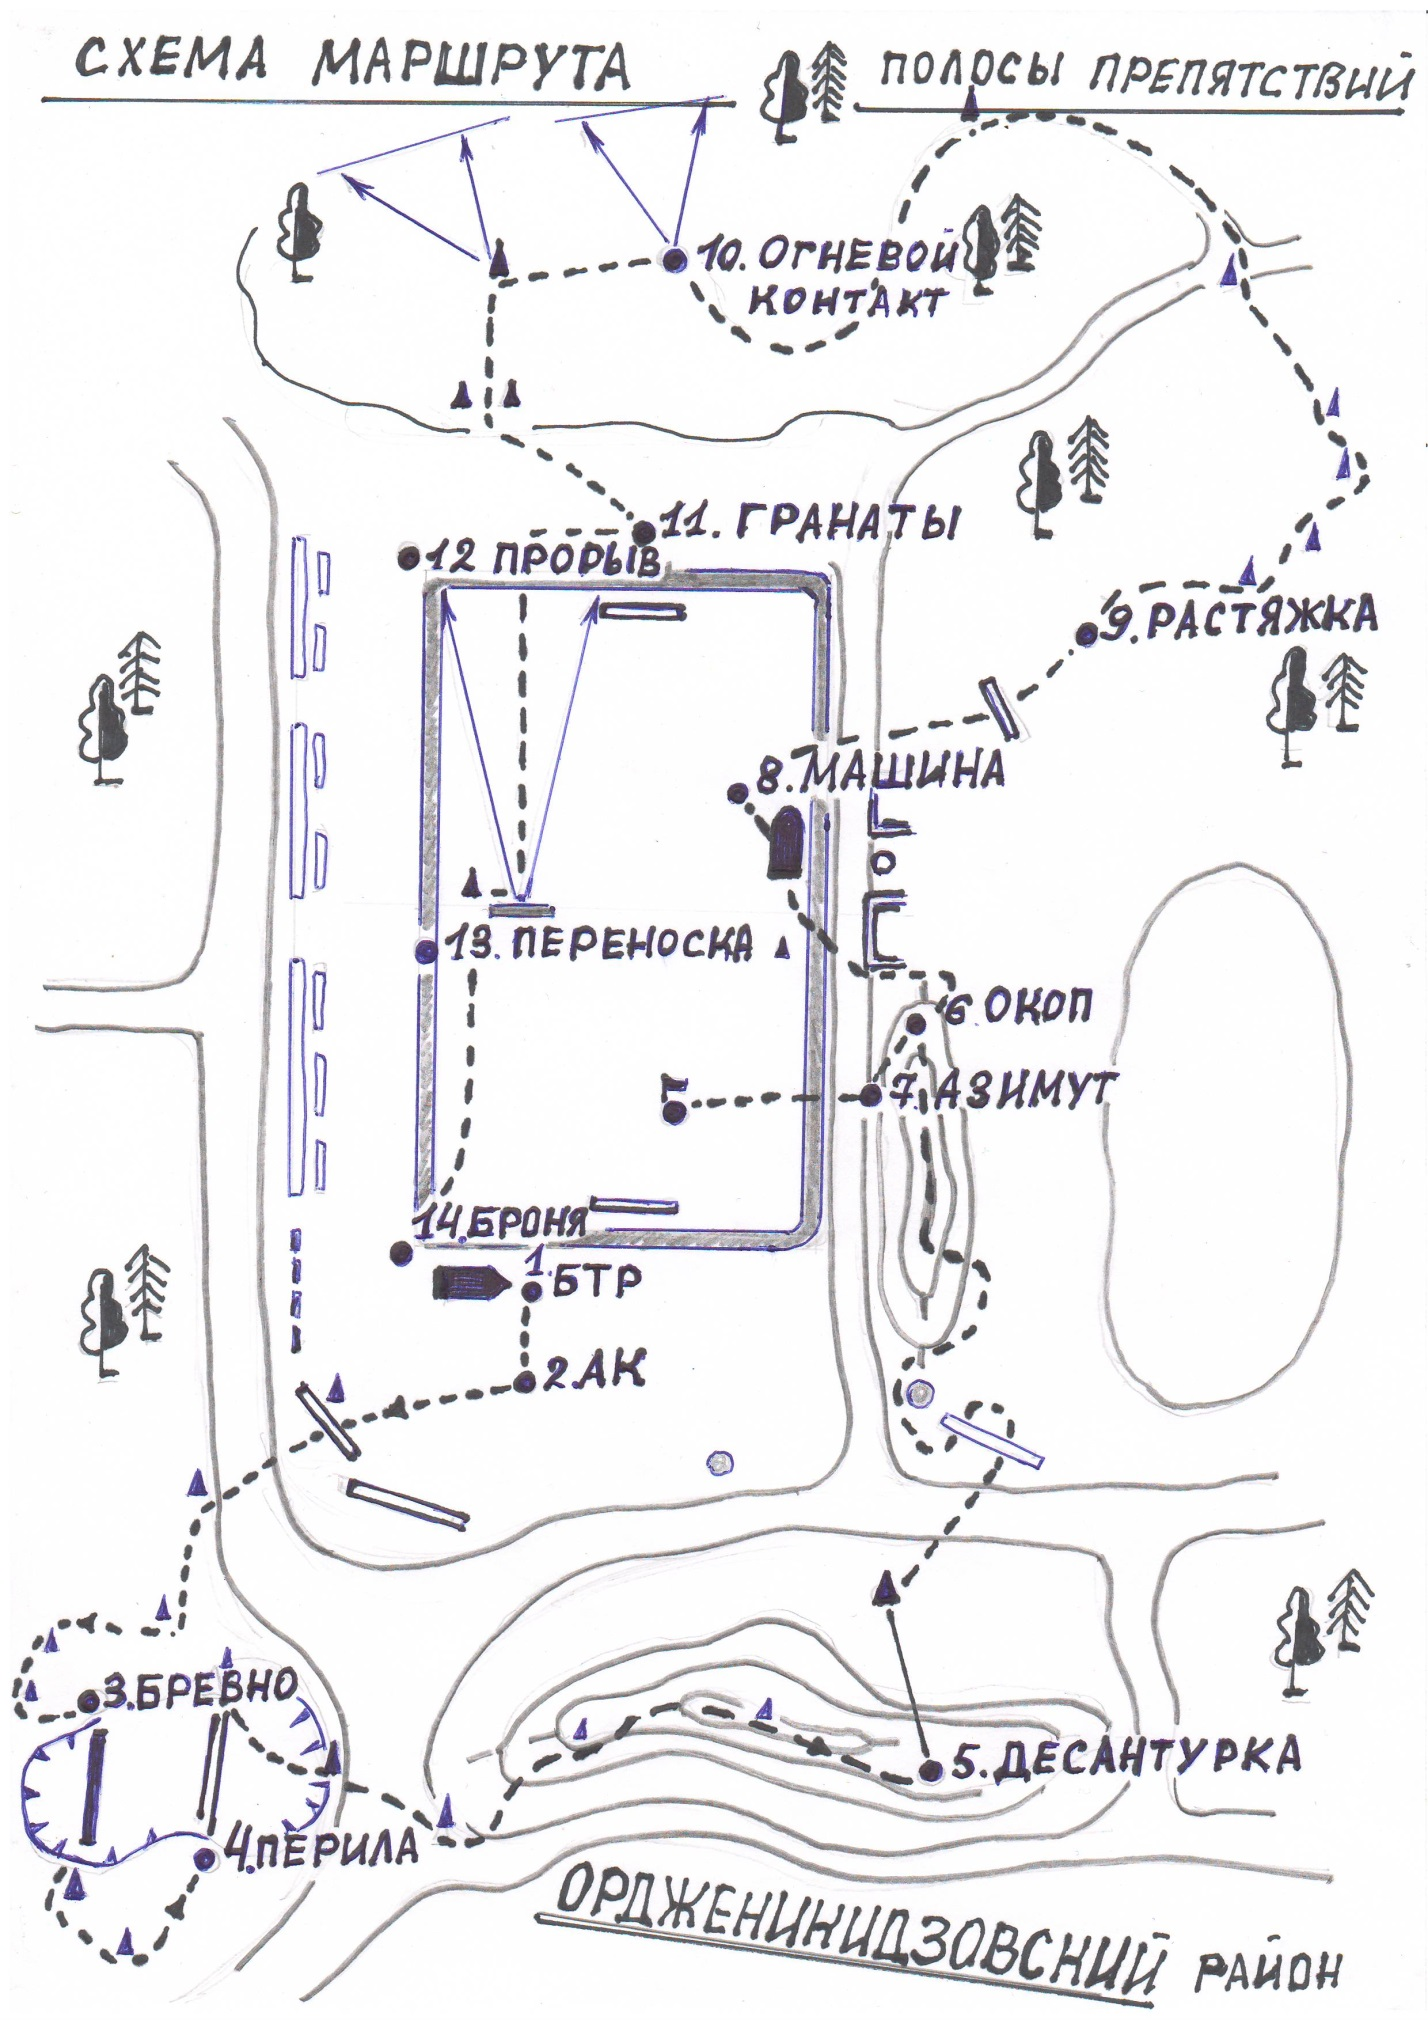 СХЕМА МАРШРУТА ПОЛОСЫ ПРЕПЯТСТВИЙ
10. ОГНЕВОЙ
КОНТАКТ
11. ГРАНАТЫ
12 ПРОРЫВ
9. РАСТЯЖКА
8. МАШИНА
13. ПЕРЕНОСКА
6. ОКОП
7. АЗИМУТ
14. БРОНЯ
1. БТР
2. АК
3. БРЕВНО
5. ДЕСАНТУРКА
4. ПЕРИЛА
ОРДЖЕНИКИДЗОВСКИЙ РАЙОН